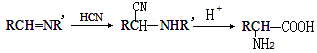 RCH=NR' HCN → CN RCH-NHR' H+ → RCH-COOH NH2